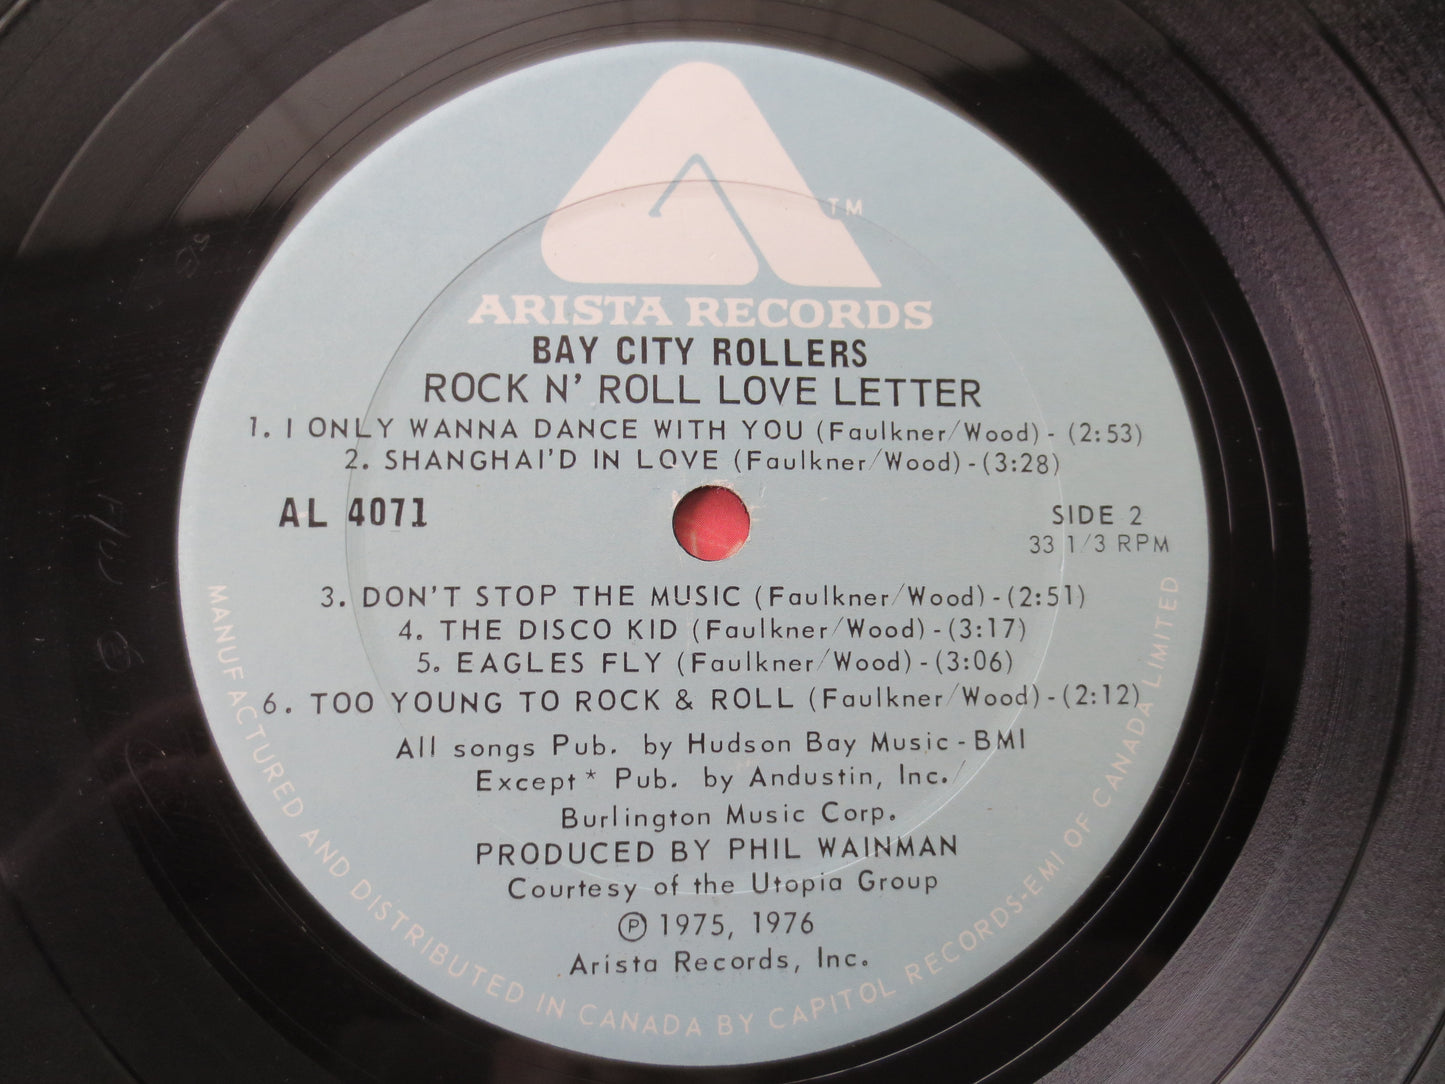 TM
ARISTA RECORDS
BAY CITY ROLLERS
ROCK N' ROLL LOVE LETTER
1. I ONLY WANNA DANCE WITH YOU (Faulkner/Wood) - (2:53)
2. SHANGHAI'D IN LOVE (Faulkner/Wood) - (3:28)
AL 4071
SIDE 2
33 1/3 RPM
3. DON'T STOP THE MUSIC (Faulkner/Wood) - (2:51)
4. THE DISCO KID (Faulkner/Wood) - (3:17)
5. EAGLES FLY (Faulkner/Wood) - (3:06)
6. TOO YOUNG TO ROCK & ROLL (Faulkner/Wood) - (2:12)
All songs Pub. by Hudson Bay Music - BMI
Except * Pub. by Andustin, Inc./
Burlington Music Corp.
PRODUCED BY PHIL WAINMAN
Courtesy of the Utopia Group
Ⓟ 1975, 1976
Arista Records, Inc.
MANUFACTURED AND DISTRIBUTED IN CANADA BY CAPITOL RECORDS-EMI OF CANADA LIMITED